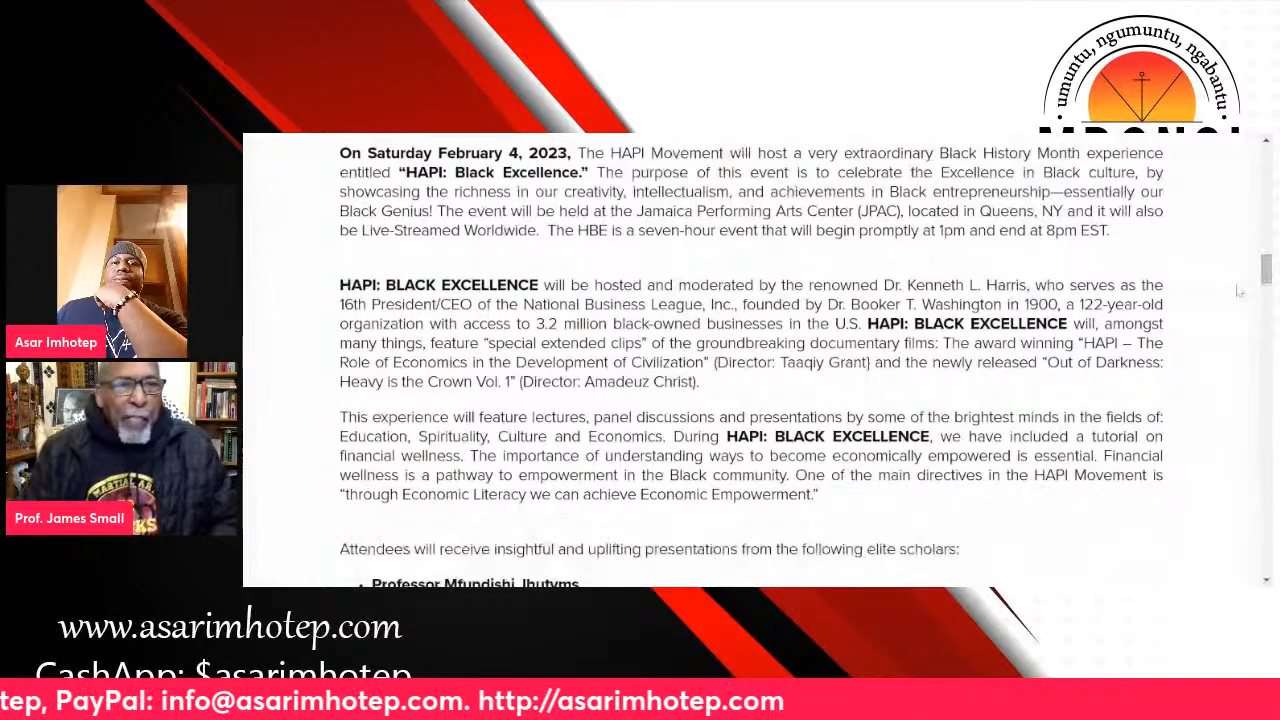 umuntu, ngumuntu, ngabantu
On Saturday February 4, 2023, The HAPI Movement will host a very extraordinary Black History Month experience
entitled “HAPI: Black Excellence.” The purpose of this event is to celebrate the Excellence in Black culture, by
showcasing the richness in our creativity, intellectualism, and achievements in Black entrepreneurship—essentially our
Black Genius! The event will be held at the Jamaica Performing Arts Center (JPAC), located in Queens, NY and it will also
be Live-Streamed Worldwide. The HBE is a seven-hour event that will begin promptly at 1pm and end at 8pm EST.
HAPI: BLACK EXCELLENCE will be hosted and moderated by the renowned Dr. Kenneth L. Harris, who serves as the
16th President/CEO of the National Business League, Inc., founded by Dr. Booker T. Washington in 1900, a 122-year-old
organization with access to 3.2 million black-owned businesses in the U.S. HAPI: BLACK EXCELLENCE will, amongst
many things, feature “special extended clips” of the groundbreaking documentary films: The award winning “HAPI – The
Role of Economics in the Development of Civilization” (Director: Taaqiy Grant} and the newly released “Out of Darkness:
Heavy is the Crown Vol. 1” (Director: Amadeuz Christ).
This experience will feature lectures, panel discussions and presentations by some of the brightest minds in the fields of:
Education, Spirituality, Culture and Economics. During HAPI: BLACK EXCELLENCE, we have included a tutorial on
financial wellness. The importance of understanding ways to become economically empowered is essential. Financial
wellness is a pathway to empowerment in the Black community. One of the main directives in the HAPI Movement is
“through Economic Literacy we can achieve Economic Empowerment.”
Attendees will receive insightful and uplifting presentations from the following elite scholars:
• Professor Mfundishi Jhutyms
Asar Imhotep
MARTIAL
Prof. James Small
www.asarimhotep.com
CashApp: $asarimhotep
tep, PayPal: info@asarimhotep.com. http://asarimhotep.com